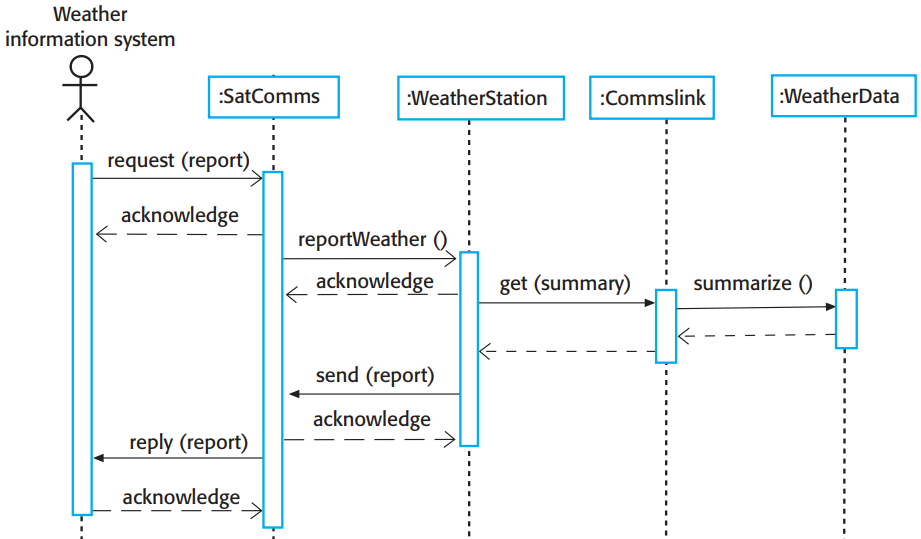 Weather
information system
:SatComms
:WeatherStation
:Commslink
:WeatherData
request (report)
acknowledge
reportWeather ()
acknowledge
get (summary)
summarize ()
send (report)
acknowledge
reply (report)
acknowledge